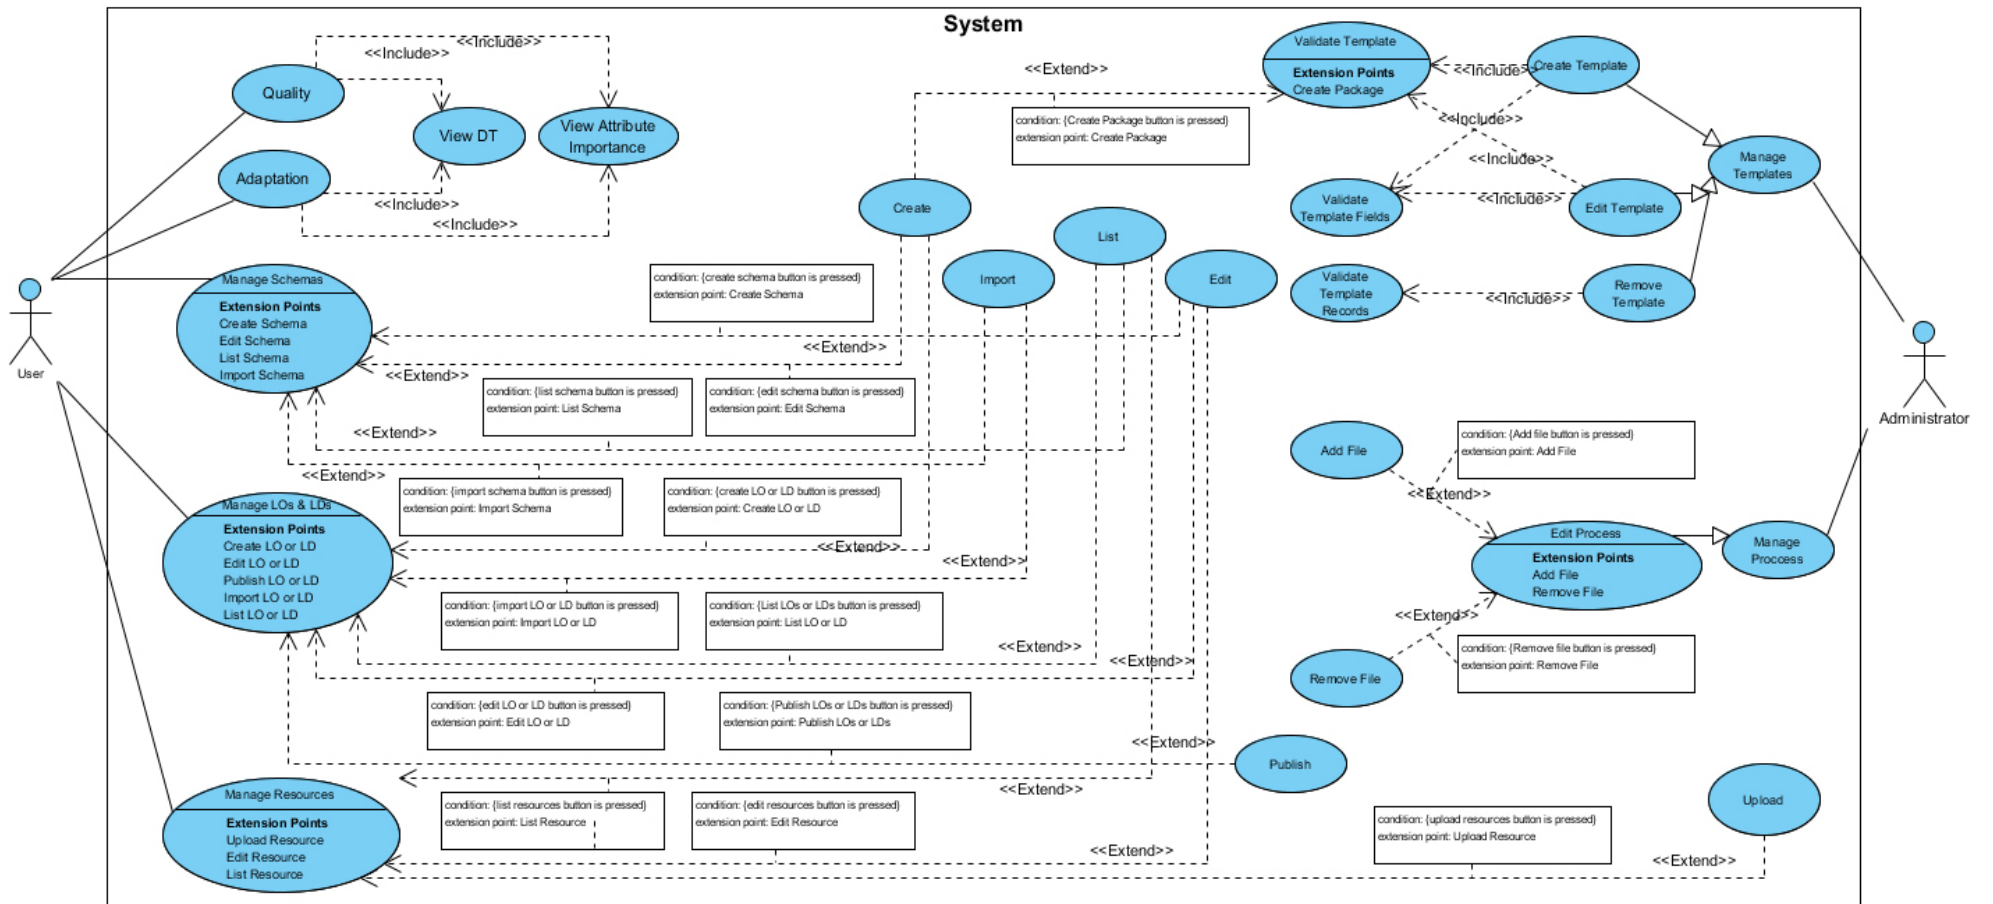 System
<<Include>>
<<Include>>
Quality
View DT
View Attribute
Importance
Adaptation
<<Include>>
<<Include>>
User
Manage Schemas
Extension Points
Create Schema
Edit Schema
List Schema
Import Schema
condition: {create schema button is pressed}
extension point: Create Schema
<<Extend>>
<<Extend>>
condition: {list schema button is pressed}
extension point: List Schema
condition: {edit schema button is pressed}
extension point: Edit Schema
<<Extend>>
<<Extend>>
condition: {import schema button is pressed}
extension point: Import Schema
condition: {create LO or LD button is pressed}
extension point: Create LO or LD
Manage LOs & LDs
Extension Points
Create LO or LD
Edit LO or LD
Publish LO or LD
Import LO or LD
List LO or LD
<<Extend>>
<<Extend>>
condition: {import LO or LD button is pressed}
extension point: Import LO or LD
condition: {List LOs or LDs button is pressed}
extension point: List LO or LD
<<Extend>>
<<Extend>>
condition: {edit LO or LD button is pressed}
extension point: Edit LO or LD
condition: {Publish LOs or LDs button is pressed}
extension point: Publish LOs or LDs
<<Extend>>
Publish
Manage Resources
Extension Points
Upload Resource
Edit Resource
List Resource
<<Extend>>
condition: {list resources button is pressed}
extension point: List Resource
condition: {edit resources button is pressed}
extension point: Edit Resource
<<Extend>>
condition: {upload resources button is pressed}
extension point: Upload Resource
<<Extend>>
Upload
Create
Import
List
Edit
<<Extend>>
condition: {Create Package button is pressed}
extension point: Create Package
Validate Template
Extension Points
Create Package
<<Include>>
Create Template
<<Include>>
<<Include>>
Manage
Templates
Validate
Template Fields
<<Include>>
Edit Template
Validate
Template
Records
<<Include>>
Remove
Template
Administrator
Add File
condition: {Add file button is pressed}
extension point: Add File
<<Extend>>
Edit Process
Extension Points
Add File
Remove File
Manage
Proccess
<<Extend>>
condition: {Remove file button is pressed}
extension point: Remove File
Remove File